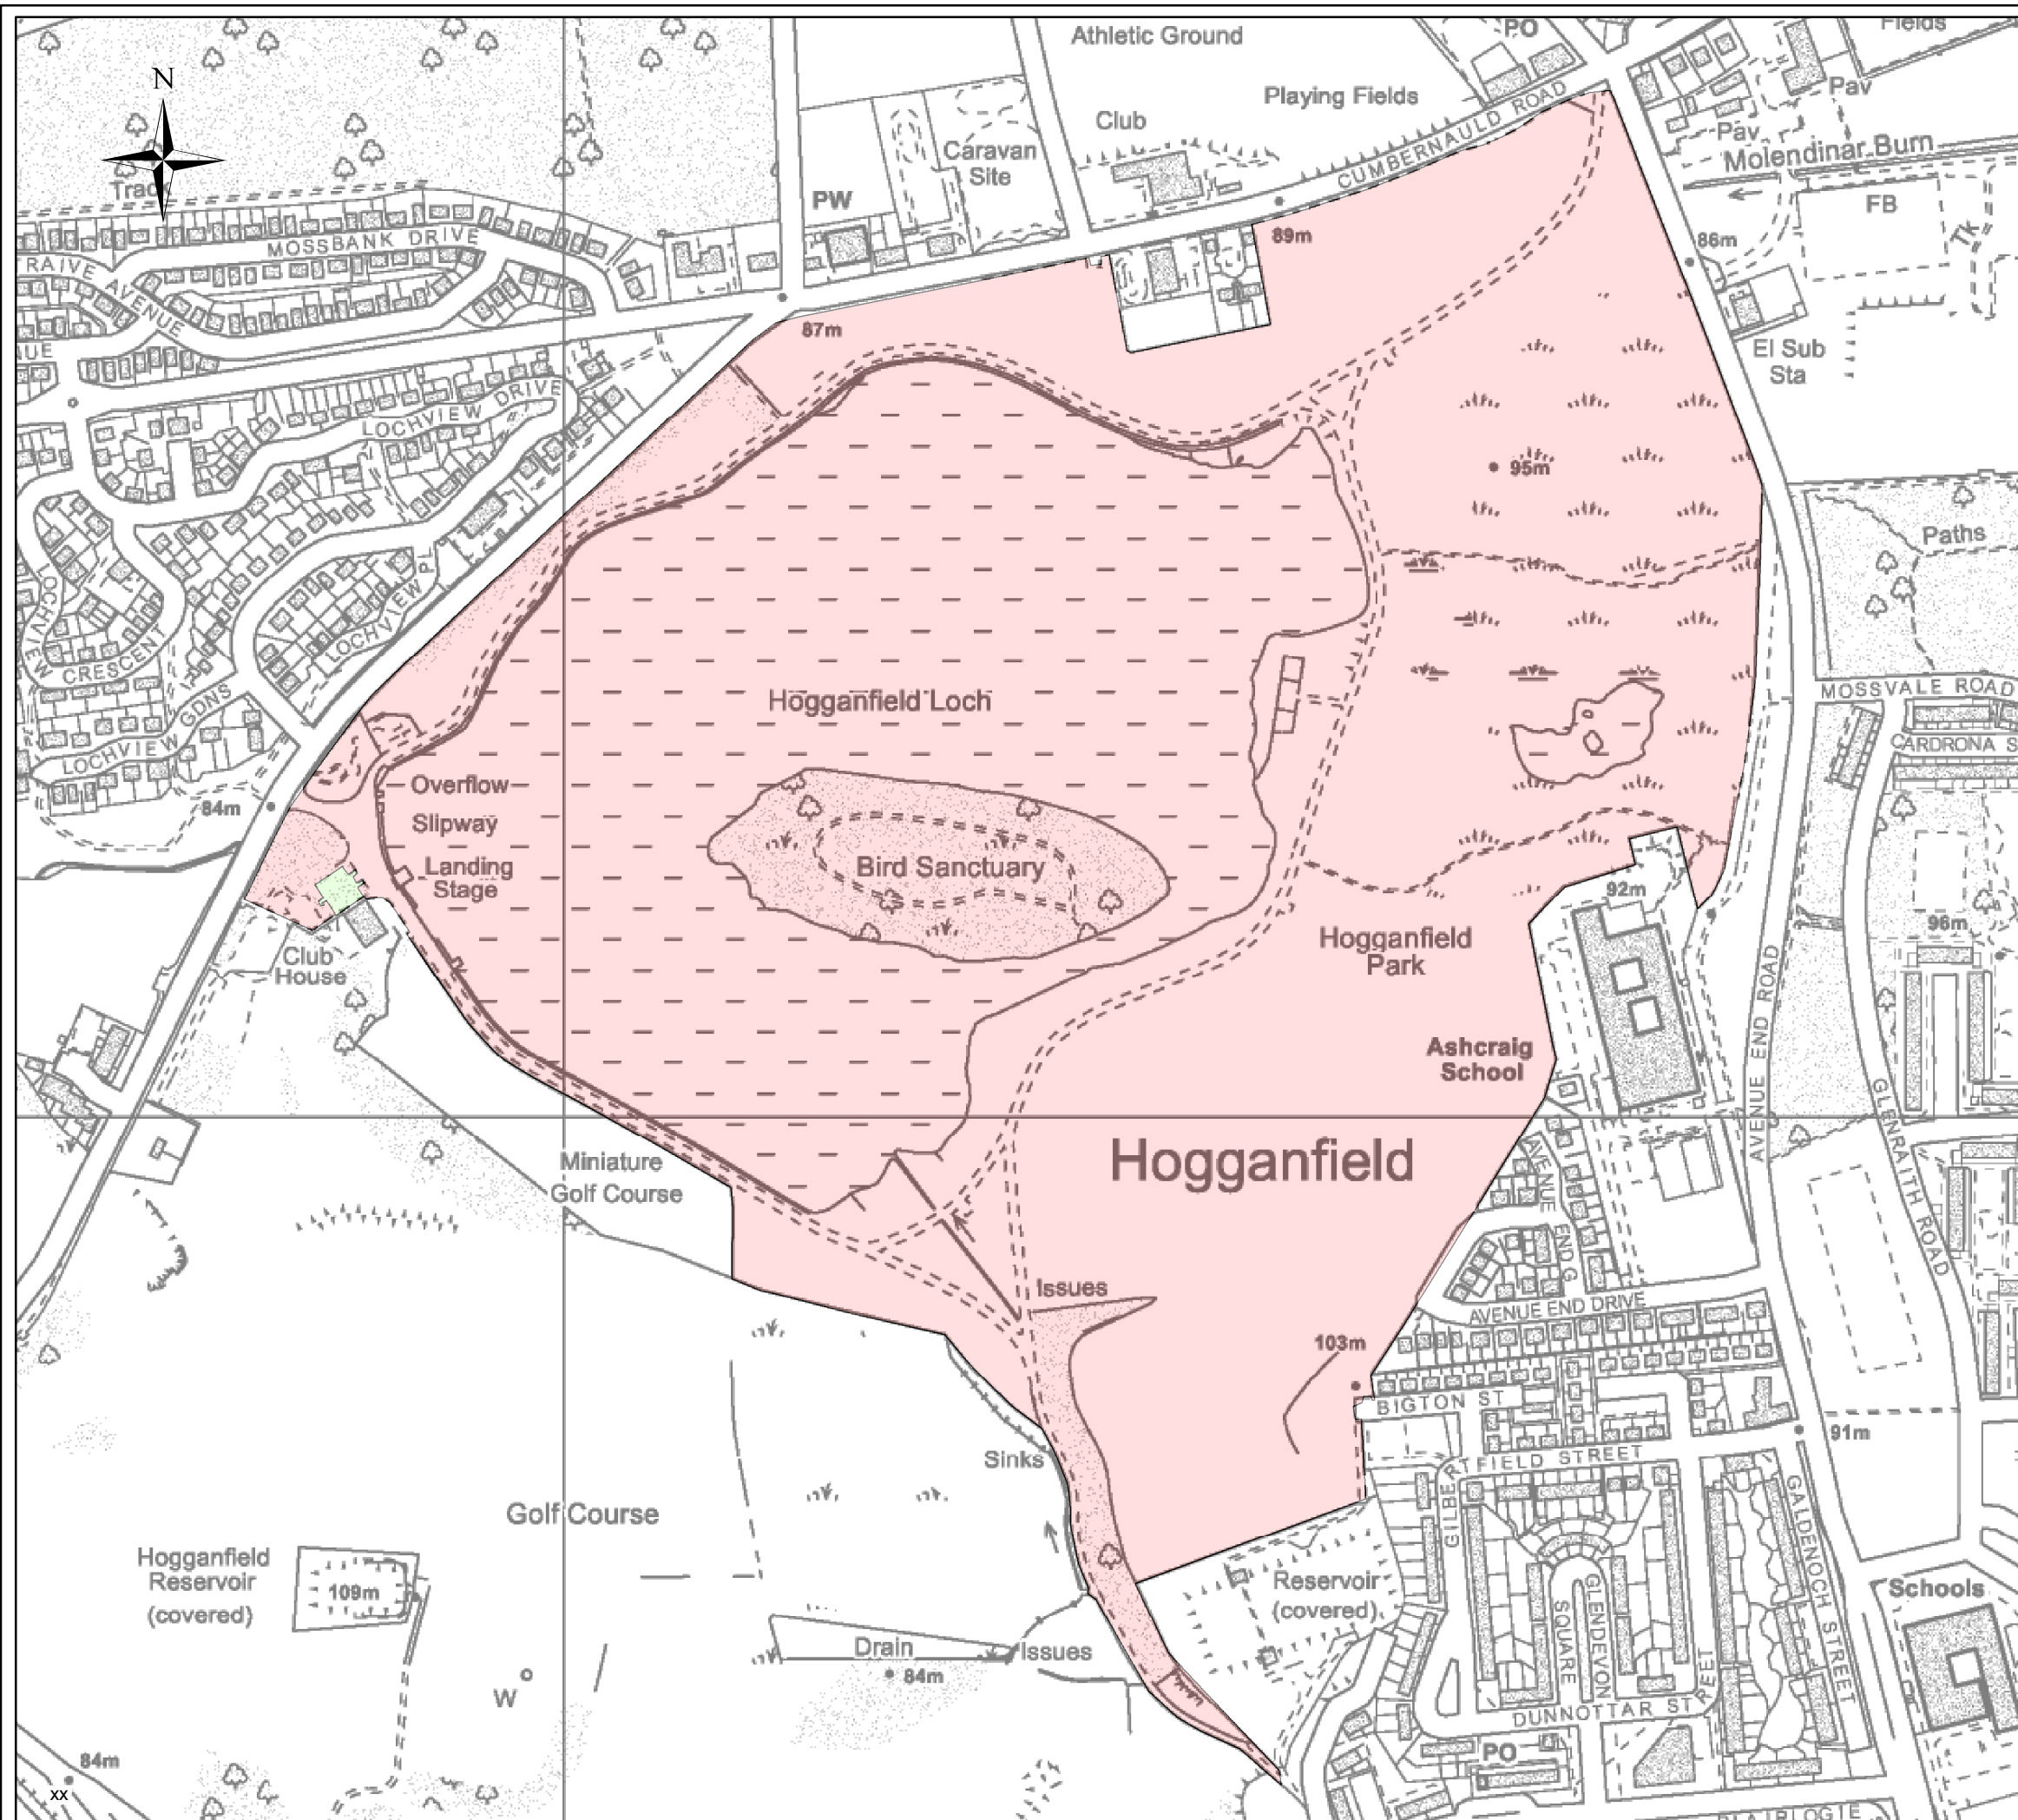 Athletic Ground
PO
Fields
N
Playing Fields
Pav
Club
CUMBERNAULD ROAD
Caravan
Site
Pav
Molendinar Burn
Track
PW
FB
MOSSBANK DRIVE
89m
86m
Tk
RAIVE AVENUE
87m
El Sub
Sta
LOCHVIEW DRIVE
95m
Paths
LOCHVIEW PL
LOCHVIEW CRESCENT
LOCHVIEW GDNS
Hogganfield Loch
MOSSVALE ROAD
CARDRONA S
Overflow
84m
Slipway
Landing
Stage
Bird Sanctuary
92m
96m
Hogganfield
Park
Club
House
AVENUE END ROAD
Ashcraig
School
GLENRAITH ROAD
Hogganfield
Miniature
Golf Course
AVENUE END G
Issues
AVENUE END DRIVE
103m
BIGTON ST
91m
Sinks
GILBERTFIELD STREET
Golf Course
GALDENOCH STREET
Hogganfield
Reservoir
(covered)
109m
Reservoir
(covered)
GLENDEVON
SQUARE
Schools
Drain
Issues
84m
W
DUNNOTTAR STREET
PO
84m
xx